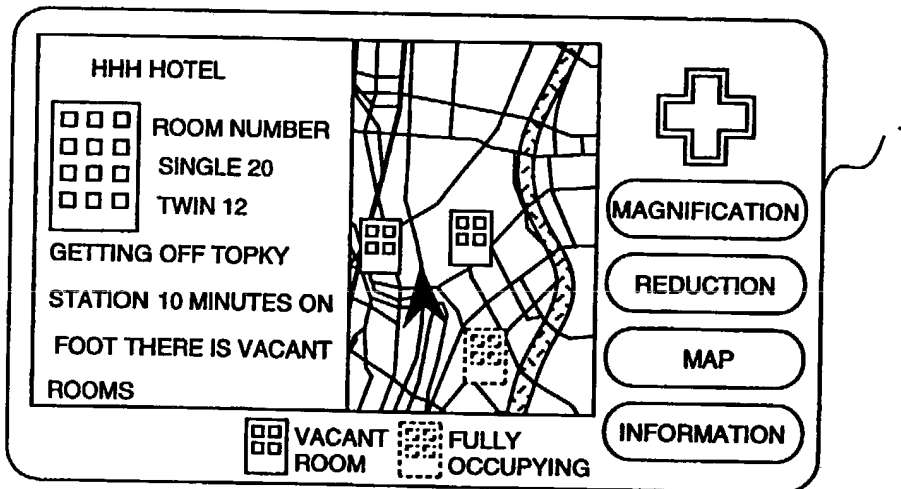 HHH HOTEL
ROOM NUMBER
SINGLE 20
TWIN 12
GETTING OFF TOPKY
STATION 10 MINUTES ON
FOOT THERE IS VACANT
ROOMS
MAGNIFICATION
REDUCTION
MAP
INFORMATION
VACANT
ROOM
FULLY
OCCUPYING